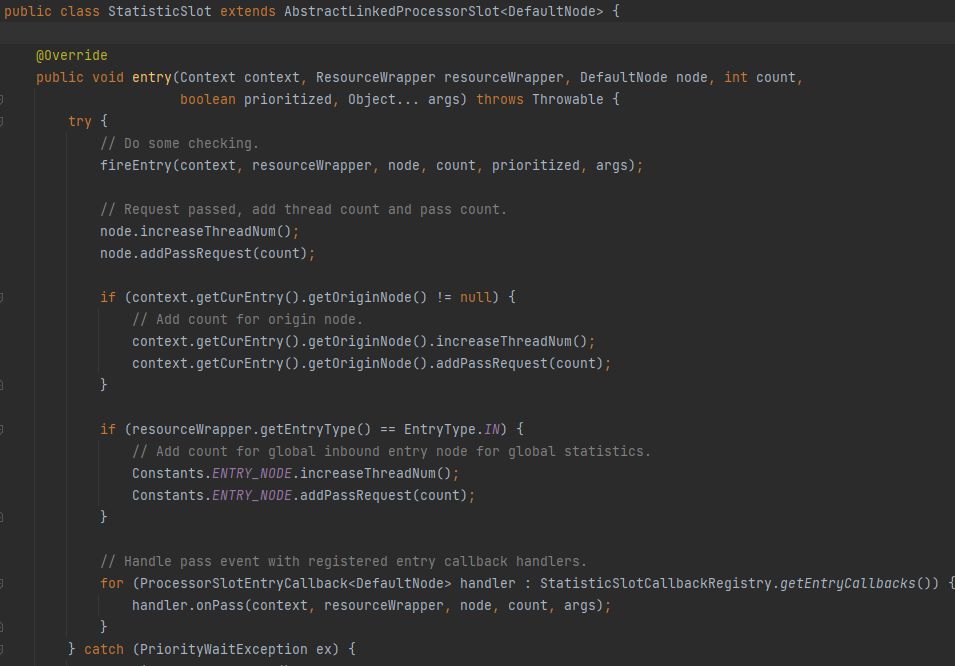 public class StatisticSlot extends AbstractLinkedProcessorSlot<DefaultNode> {
@Override
public void entry(Context context, ResourceWrapper resourceWrapper, DefaultNode node, int count,
boolean prioritized, Object... args) throws Throwable {
try {
// Do some checking.
fireEntry(context, resourceWrapper, node, count, prioritized, args);
// Request passed, add thread count and pass count.
node.increaseThreadNum();
node.addPassRequest(count);
if (context.getCurEntry().getOriginNode() != null) {
// Add count for origin node.
context.getCurEntry().getOriginNode().increaseThreadNum();
context.getCurEntry().getOriginNode().addPassRequest(count);
}
if (resourceWrapper.getEntryType() == EntryType.IN) {
// Add count for global inbound entry node for global statistics.
Constants.ENTRY_NODE.increaseThreadNum();
Constants.ENTRY_NODE.addPassRequest(count);
}
// Handle pass event with registered entry callback handlers.
for (ProcessorSlotEntryCallback<DefaultNode> handler : StatisticSlotCallbackRegistry.getEntryCallbacks()) {
handler.onPass(context, resourceWrapper, node, count, args);
}
} catch (PriorityWaitException ex) {